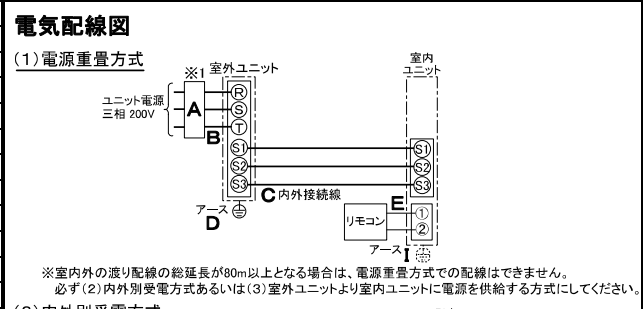 電気配線図
(1)電源重畳方式
※1 室外ユニット
室内
ユニット
ユニット電源
三相 200V
A
R
S
T
B
S1 S1
S2 S2
S3 S3
C 内外接続線
アース
D
E
リモコン
①
②
アース I
※室内外の渡り配線の総延長が80m以上となる場合は、電源重畳方式での配線はできません。
必ず(2)内外別受電方式あるいは(3)室外ユニットより室内ユニットに電源を供給する方式にしてください。